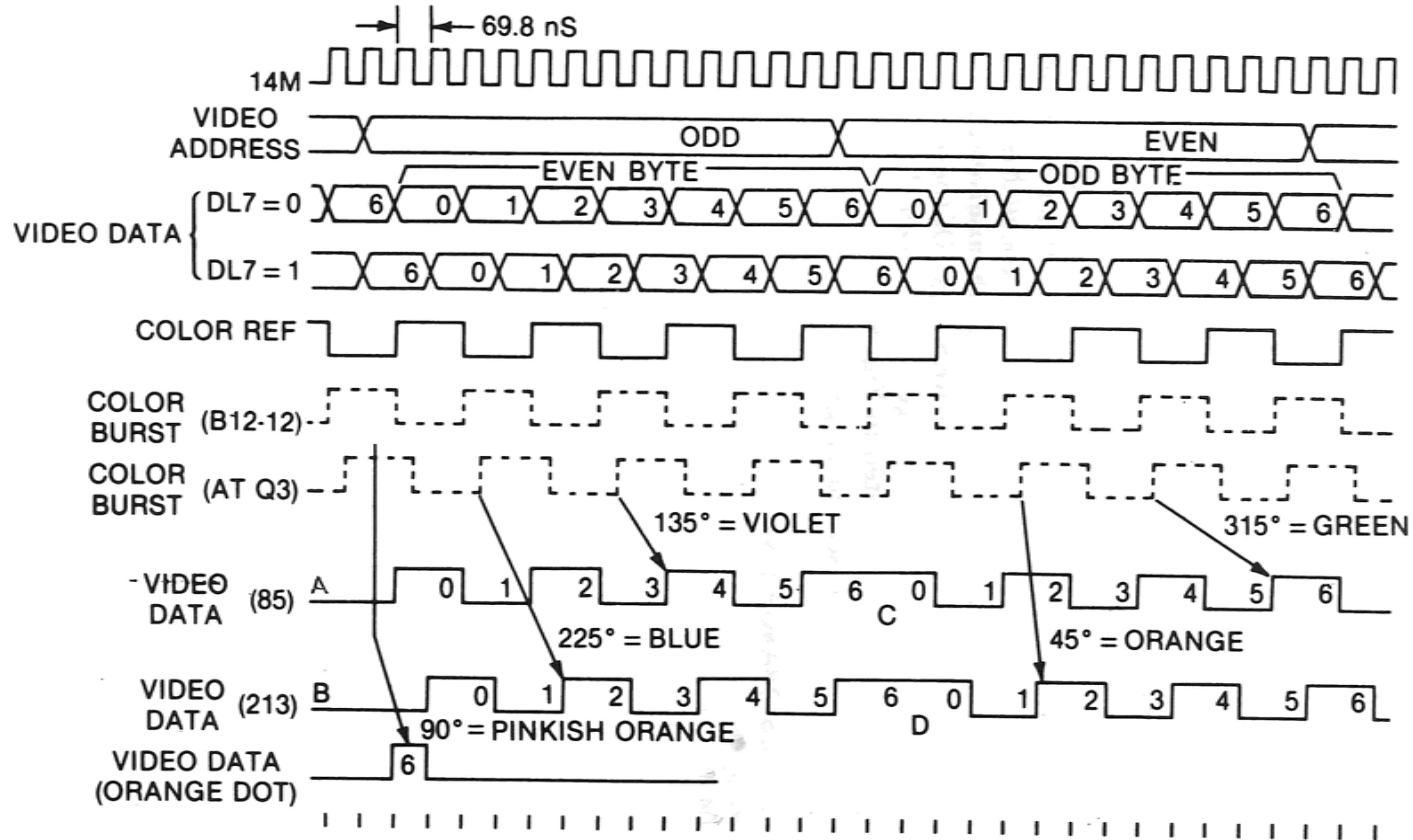 69.8 nS
14M
VIDEO ADDRESS ODD EVEN
EVEN BYTE ODD BYTE
VIDEO DATA
DL7 = 0 6 0 1 2 3 4 5 6 0 1 2 3 4 5 6
DL7 = 1 6 0 1 2 3 4 5 6 0 1 2 3 4 5 6
COLOR REF
COLOR BURST (B12-12)
COLOR BURST (AT Q3)
135° = VIOLET 315° = GREEN
VIDEO DATA (85) A 0 1 2 3 4 5 6 C 0 1 2 3 4 5 6
225° = BLUE 45° = ORANGE
VIDEO DATA (213) B 0 1 2 3 4 5 6 D 0 1 2 3 4 5 6
90° = PINKISH ORANGE
VIDEO DATA (ORANGE DOT) 6